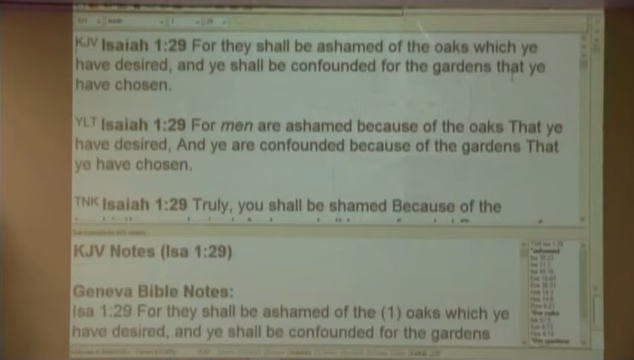 KJV Isaiah 1:29 For they shall be ashamed of the oaks which ye
have desired, and ye shall be confounded for the gardens that ye
have chosen.
YLT Isaiah 1:29 For men are ashamed because of the oaks That ye
have desired, And ye are confounded because of the gardens That
ye have chosen.
TNK Isaiah 1:29 Truly, you shall be shamed Because of the
KJV Notes (Isa 1:29)
Geneva Bible Notes:
Isa 1:29 For they shall be ashamed of the (1) oaks which ye
have desired, and ye shall be confounded for the gardens